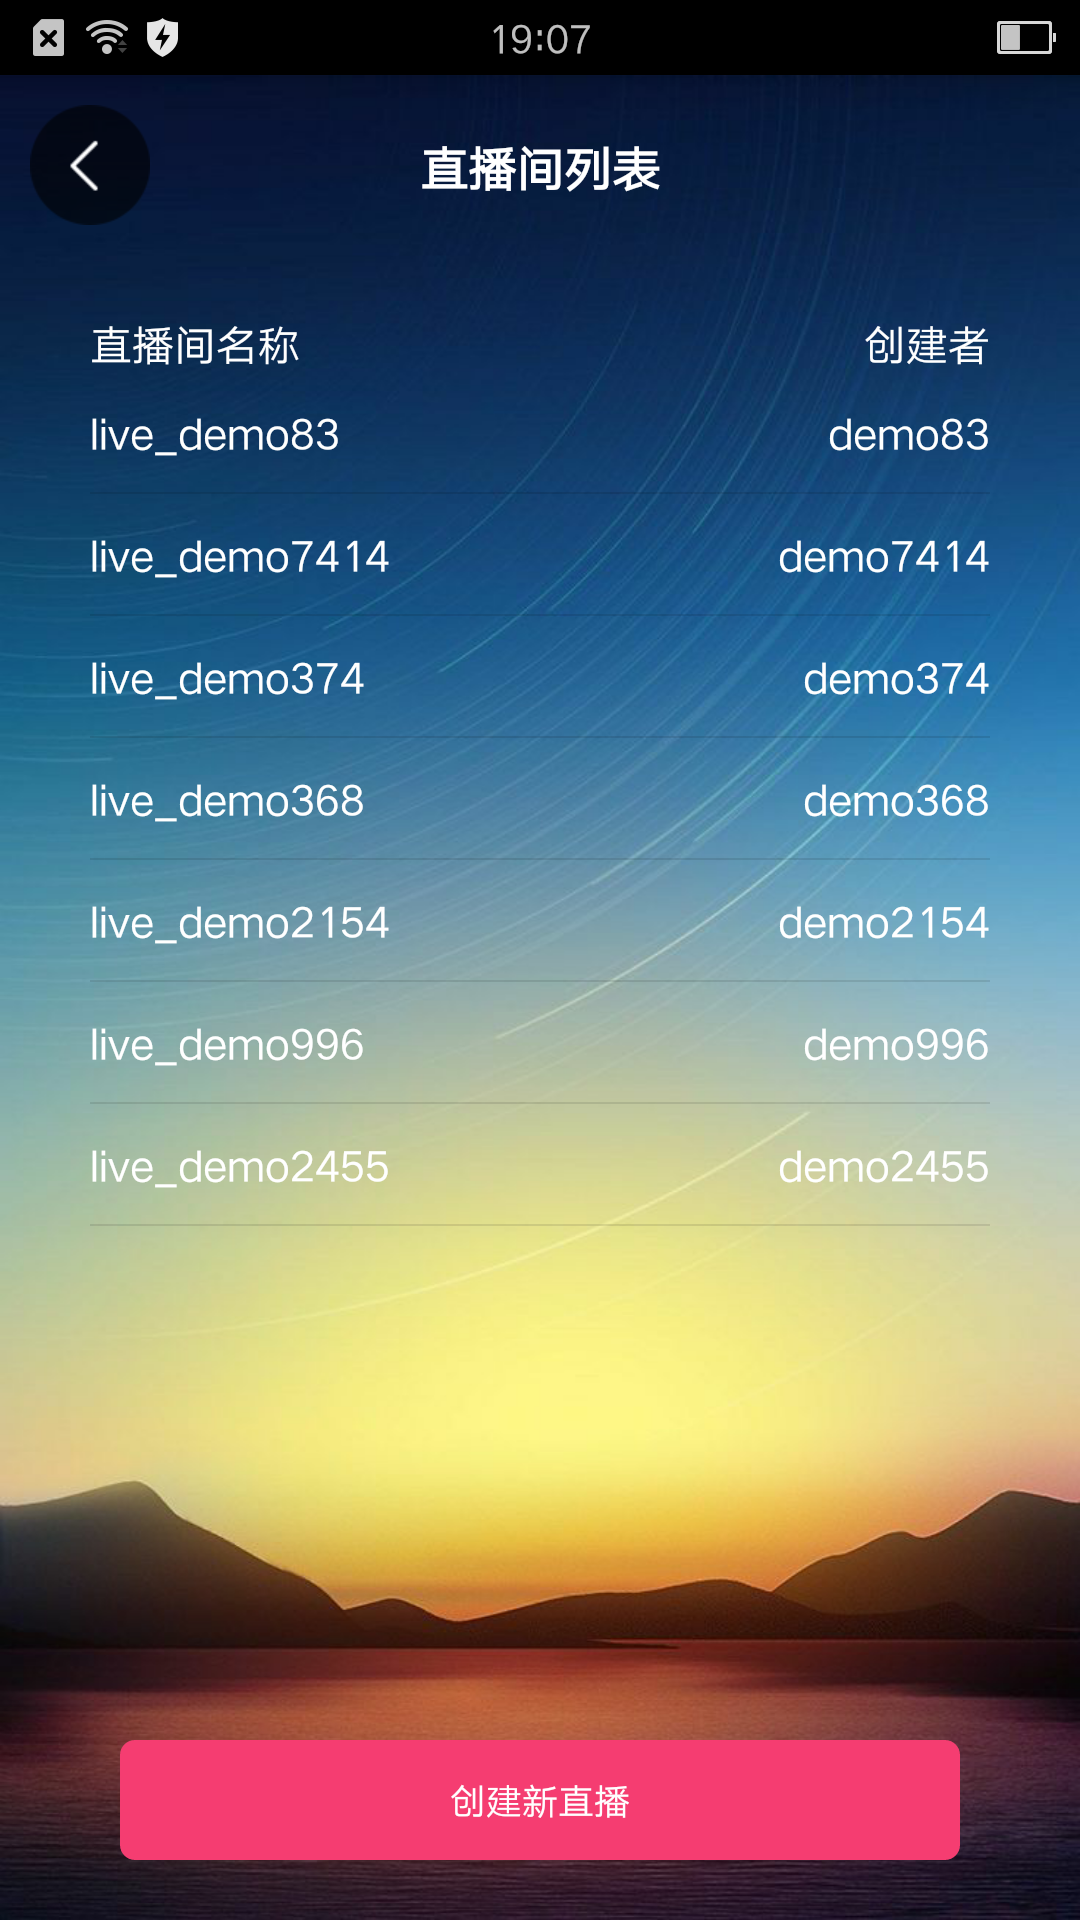 19:07
直播间列表
直播间名称 创建者
live_demo83 demo83
live_demo7414 demo7414
live_demo374 demo374
live_demo368 demo368
live_demo2154 demo2154
live_demo996 demo996
live_demo2455 demo2455
创建新直播